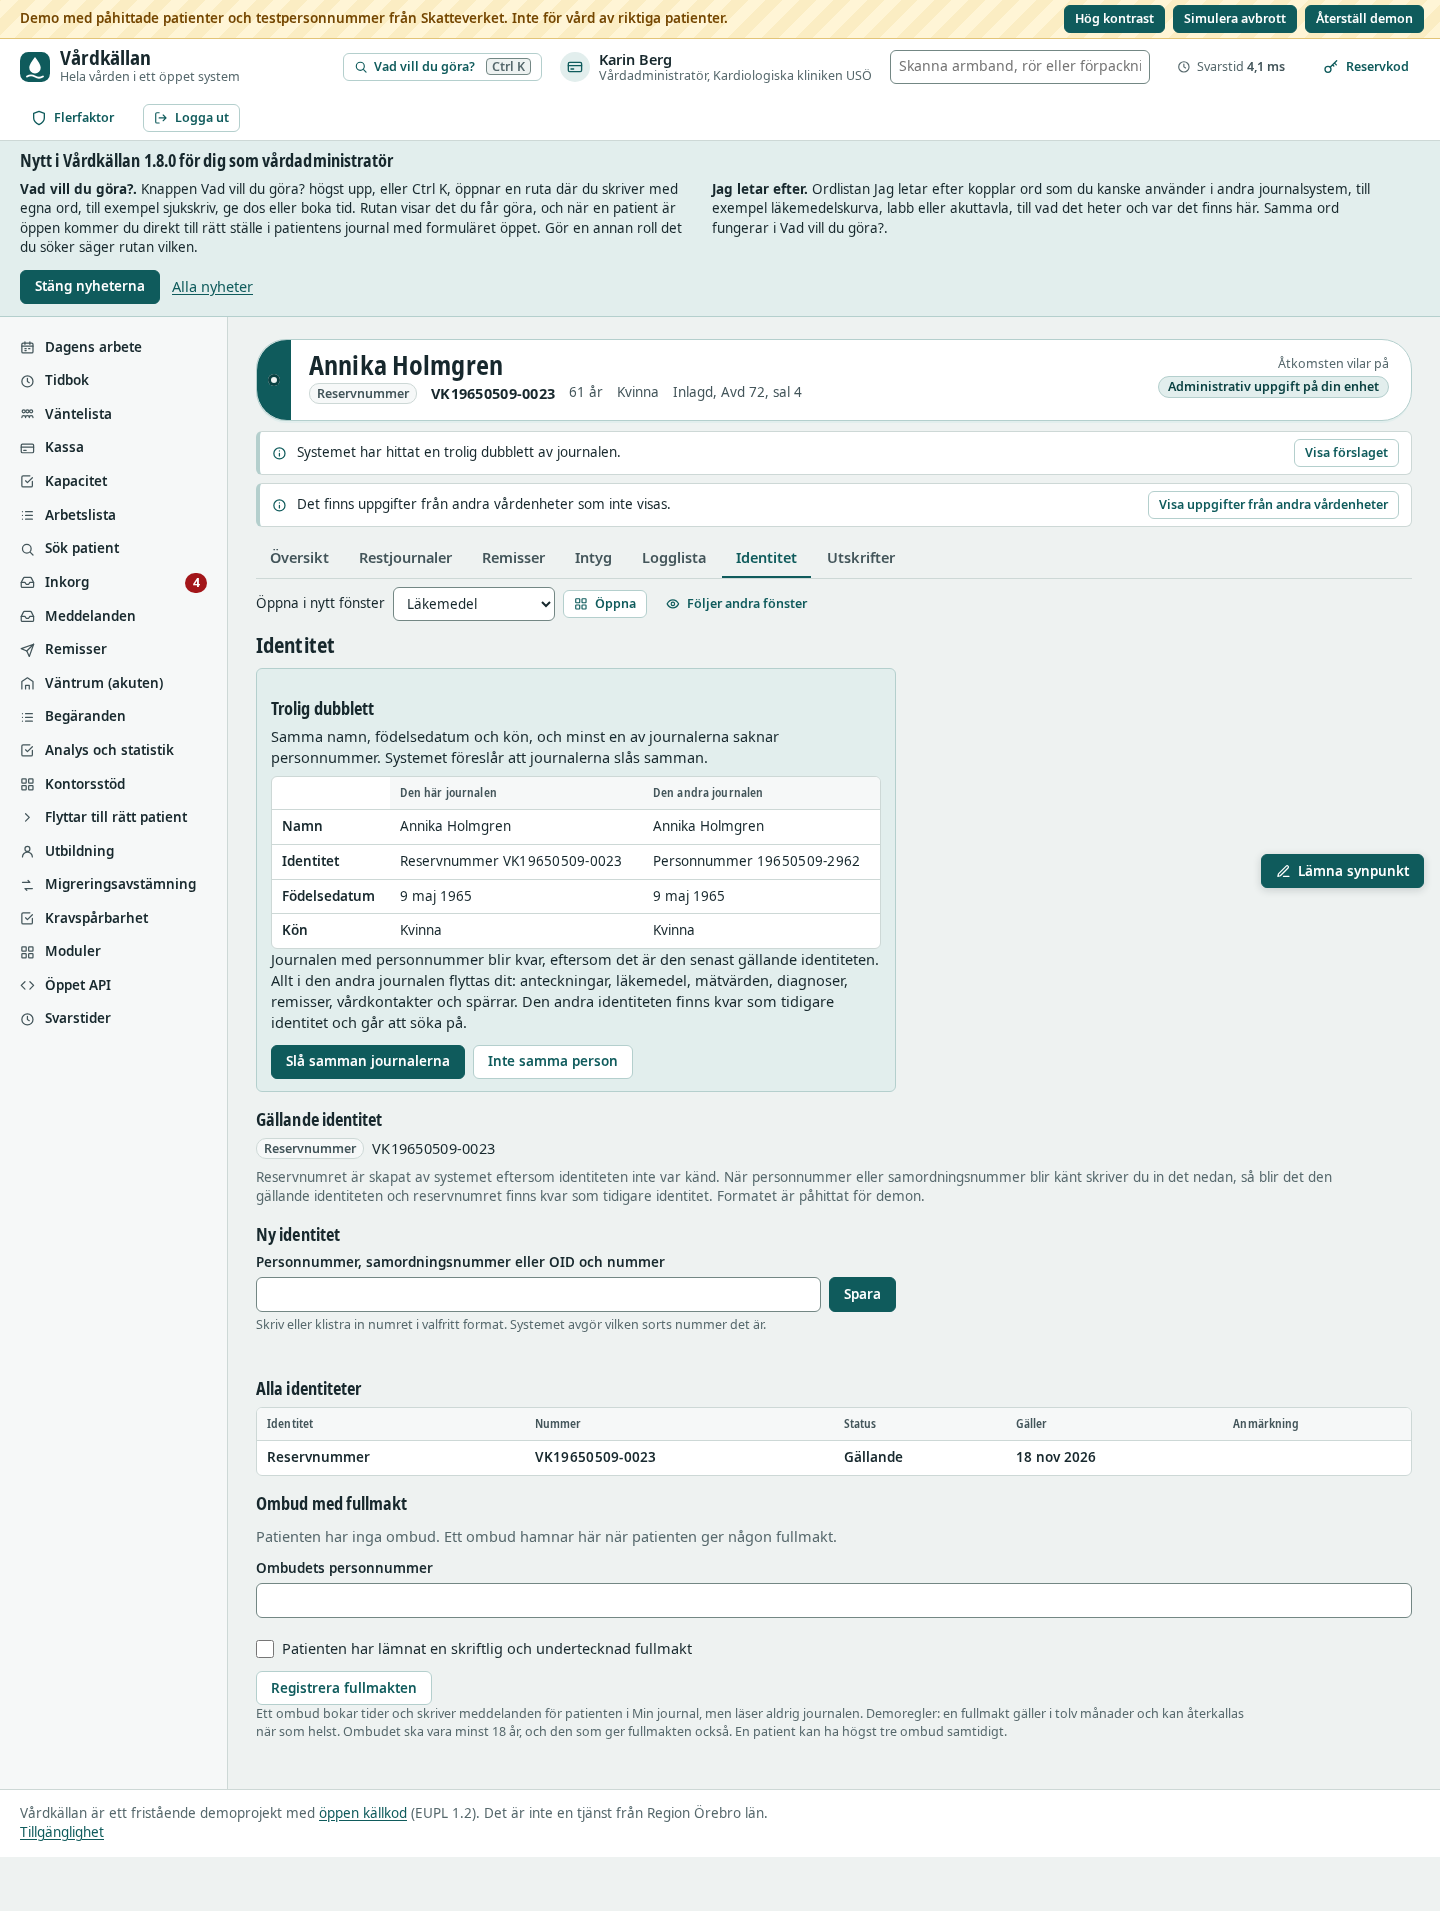 Demo med påhittade patienter och testpersonnummer från Skatteverket. Inte för vård av riktiga patienter.
Hög kontrast
Simulera avbrott
Återställ demon
Vårdkällan
Hela vården i ett öppet system
Vad vill du göra? Ctrl K
Karin Berg
Vårdadministratör, Kardiologiska kliniken USÖ
Skanna armband, rör eller förpackni
Svarstid 4,1 ms
Reservkod
Flerfaktor
Logga ut
Nytt i Vårdkällan 1.8.0 för dig som vårdadministratör
Vad vill du göra?. Knappen Vad vill du göra? högst upp, eller Ctrl K, öppnar en ruta där du skriver med
egna ord, till exempel sjukskriv, ge dos eller boka tid. Rutan visar det du får göra, och när en patient är
öppen kommer du direkt till rätt ställe i patientens journal med formuläret öppet. Gör en annan roll det
du söker säger rutan vilken.
Jag letar efter. Ordlistan Jag letar efter kopplar ord som du kanske använder i andra journalsystem, till
exempel läkemedelskurva, labb eller akuttavla, till vad det heter och var det finns här. Samma ord
fungerar i Vad vill du göra?.
Stäng nyheterna
Alla nyheter
Dagens arbete
Tidbok
Väntelista
Kassa
Kapacitet
Arbetslista
Sök patient
Inkorg 4
Meddelanden
Remisser
Väntrum (akuten)
Begäranden
Analys och statistik
Kontorsstöd
Flyttar till rätt patient
Utbildning
Migreringsavstämning
Kravspårbarhet
Moduler
Öppet API
Svarstider
Annika Holmgren
Reservnummer VK19650509-0023 61 år Kvinna Inlagd, Avd 72, sal 4
Åtkomsten vilar på
Administrativ uppgift på din enhet
Systemet har hittat en trolig dubblett av journalen.
Visa förslaget
Det finns uppgifter från andra vårdenheter som inte visas.
Visa uppgifter från andra vårdenheter
Översikt Restjournaler Remisser Intyg Logglista Identitet Utskrifter
Öppna i nytt fönster Läkemedel Öppna Följer andra fönster
Identitet
Trolig dubblett
Samma namn, födelsedatum och kön, och minst en av journalerna saknar
personnummer. Systemet föreslår att journalerna slås samman.
Den här journalen Den andra journalen
Namn Annika Holmgren Annika Holmgren
Identitet Reservnummer VK19650509-0023 Personnummer 19650509-2962
Födelsedatum 9 maj 1965 9 maj 1965
Kön Kvinna Kvinna
Journalen med personnummer blir kvar, eftersom det är den senast gällande identiteten.
Allt i den andra journalen flyttas dit: anteckningar, läkemedel, mätvärden, diagnoser,
remisser, vårdkontakter och spärrar. Den andra identiteten finns kvar som tidigare
identitet och går att söka på.
Slå samman journalerna
Inte samma person
Lämna synpunkt
Gällande identitet
Reservnummer VK19650509-0023
Reservnumret är skapat av systemet eftersom identiteten inte var känd. När personnummer eller samordningsnummer blir känt skriver du in det nedan, så blir det den
gällande identiteten och reservnumret finns kvar som tidigare identitet. Formatet är påhittat för demon.
Ny identitet
Personnummer, samordningsnummer eller OID och nummer
Spara
Skriv eller klistra in numret i valfritt format. Systemet avgör vilken sorts nummer det är.
Alla identiteter
Identitet Nummer Status Gäller Anmärkning
Reservnummer VK19650509-0023 Gällande 18 nov 2026
Ombud med fullmakt
Patienten har inga ombud. Ett ombud hamnar här när patienten ger någon fullmakt.
Ombudets personnummer
Patienten har lämnat en skriftlig och undertecknad fullmakt
Registrera fullmakten
Ett ombud bokar tider och skriver meddelanden för patienten i Min journal, men läser aldrig journalen. Demoregler: en fullmakt gäller i tolv månader och kan återkallas
när som helst. Ombudet ska vara minst 18 år, och den som ger fullmakten också. En patient kan ha högst tre ombud samtidigt.
Vårdkällan är ett fristående demoprojekt med öppen källkod (EUPL 1.2). Det är inte en tjänst från Region Örebro län.
Tillgänglighet